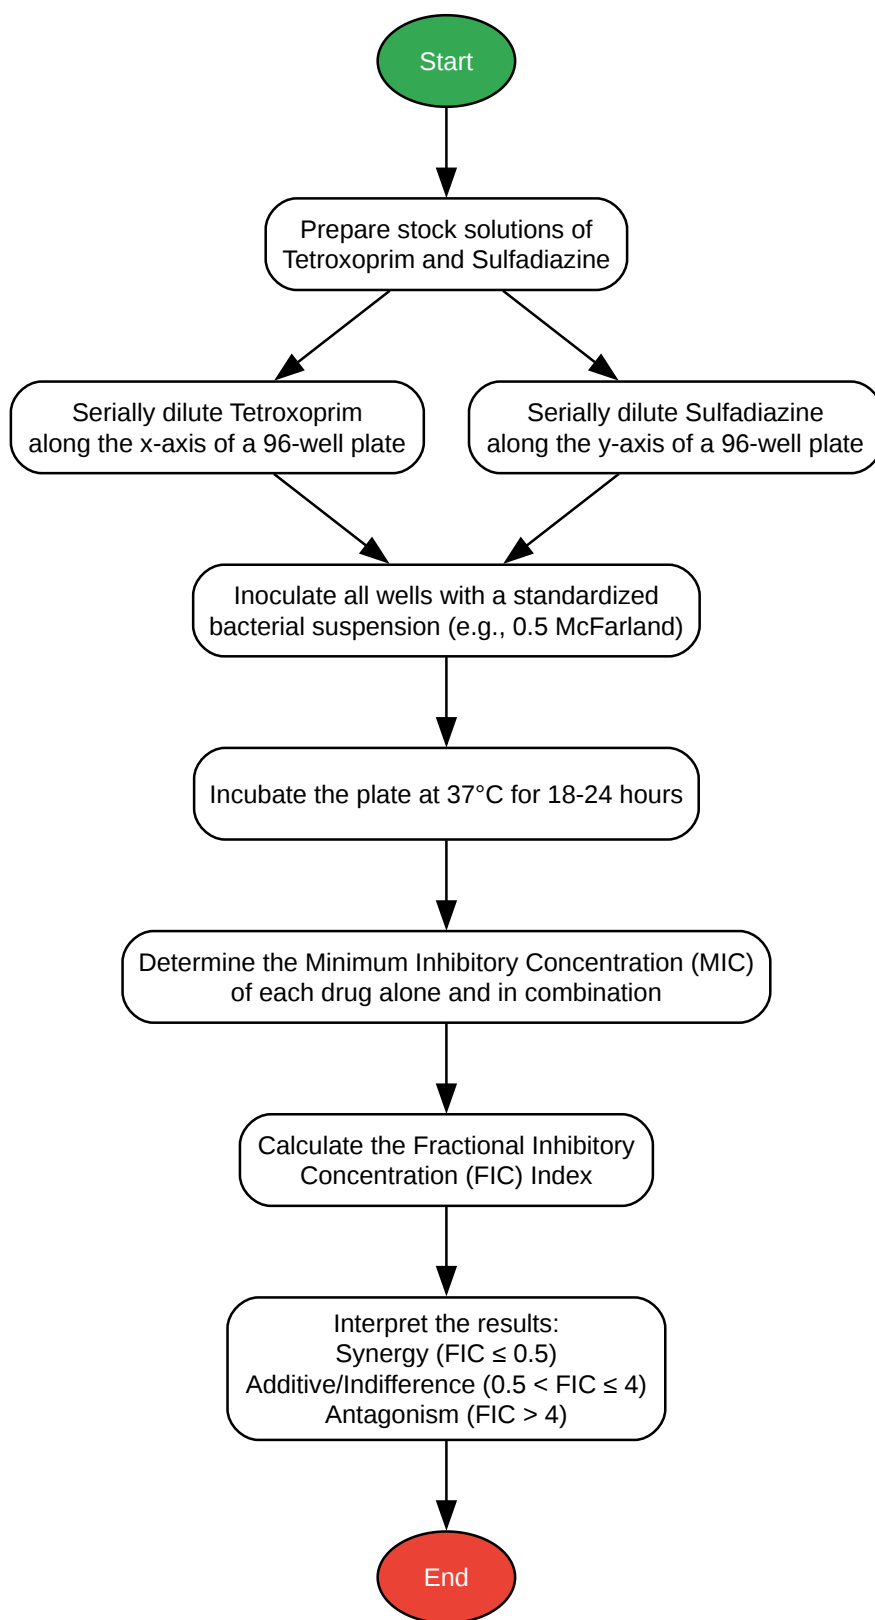 Start
Prepare stock solutions of
Tetroxoprim and Sulfadiazine
Serially dilute Tetroxoprim
along the x-axis of a 96-well plate
Serially dilute Sulfadiazine
along the y-axis of a 96-well plate
Inoculate all wells with a standardized
bacterial suspension (e.g., 0.5 McFarland)
Incubate the plate at 37°C for 18-24 hours
Determine the Minimum Inhibitory Concentration (MIC)
of each drug alone and in combination
Calculate the Fractional Inhibitory
Concentration (FIC) Index
Interpret the results:
Synergy (FIC ≤ 0.5)
Additive/Indifference (0.5 < FIC ≤ 4)
Antagonism (FIC > 4)
End